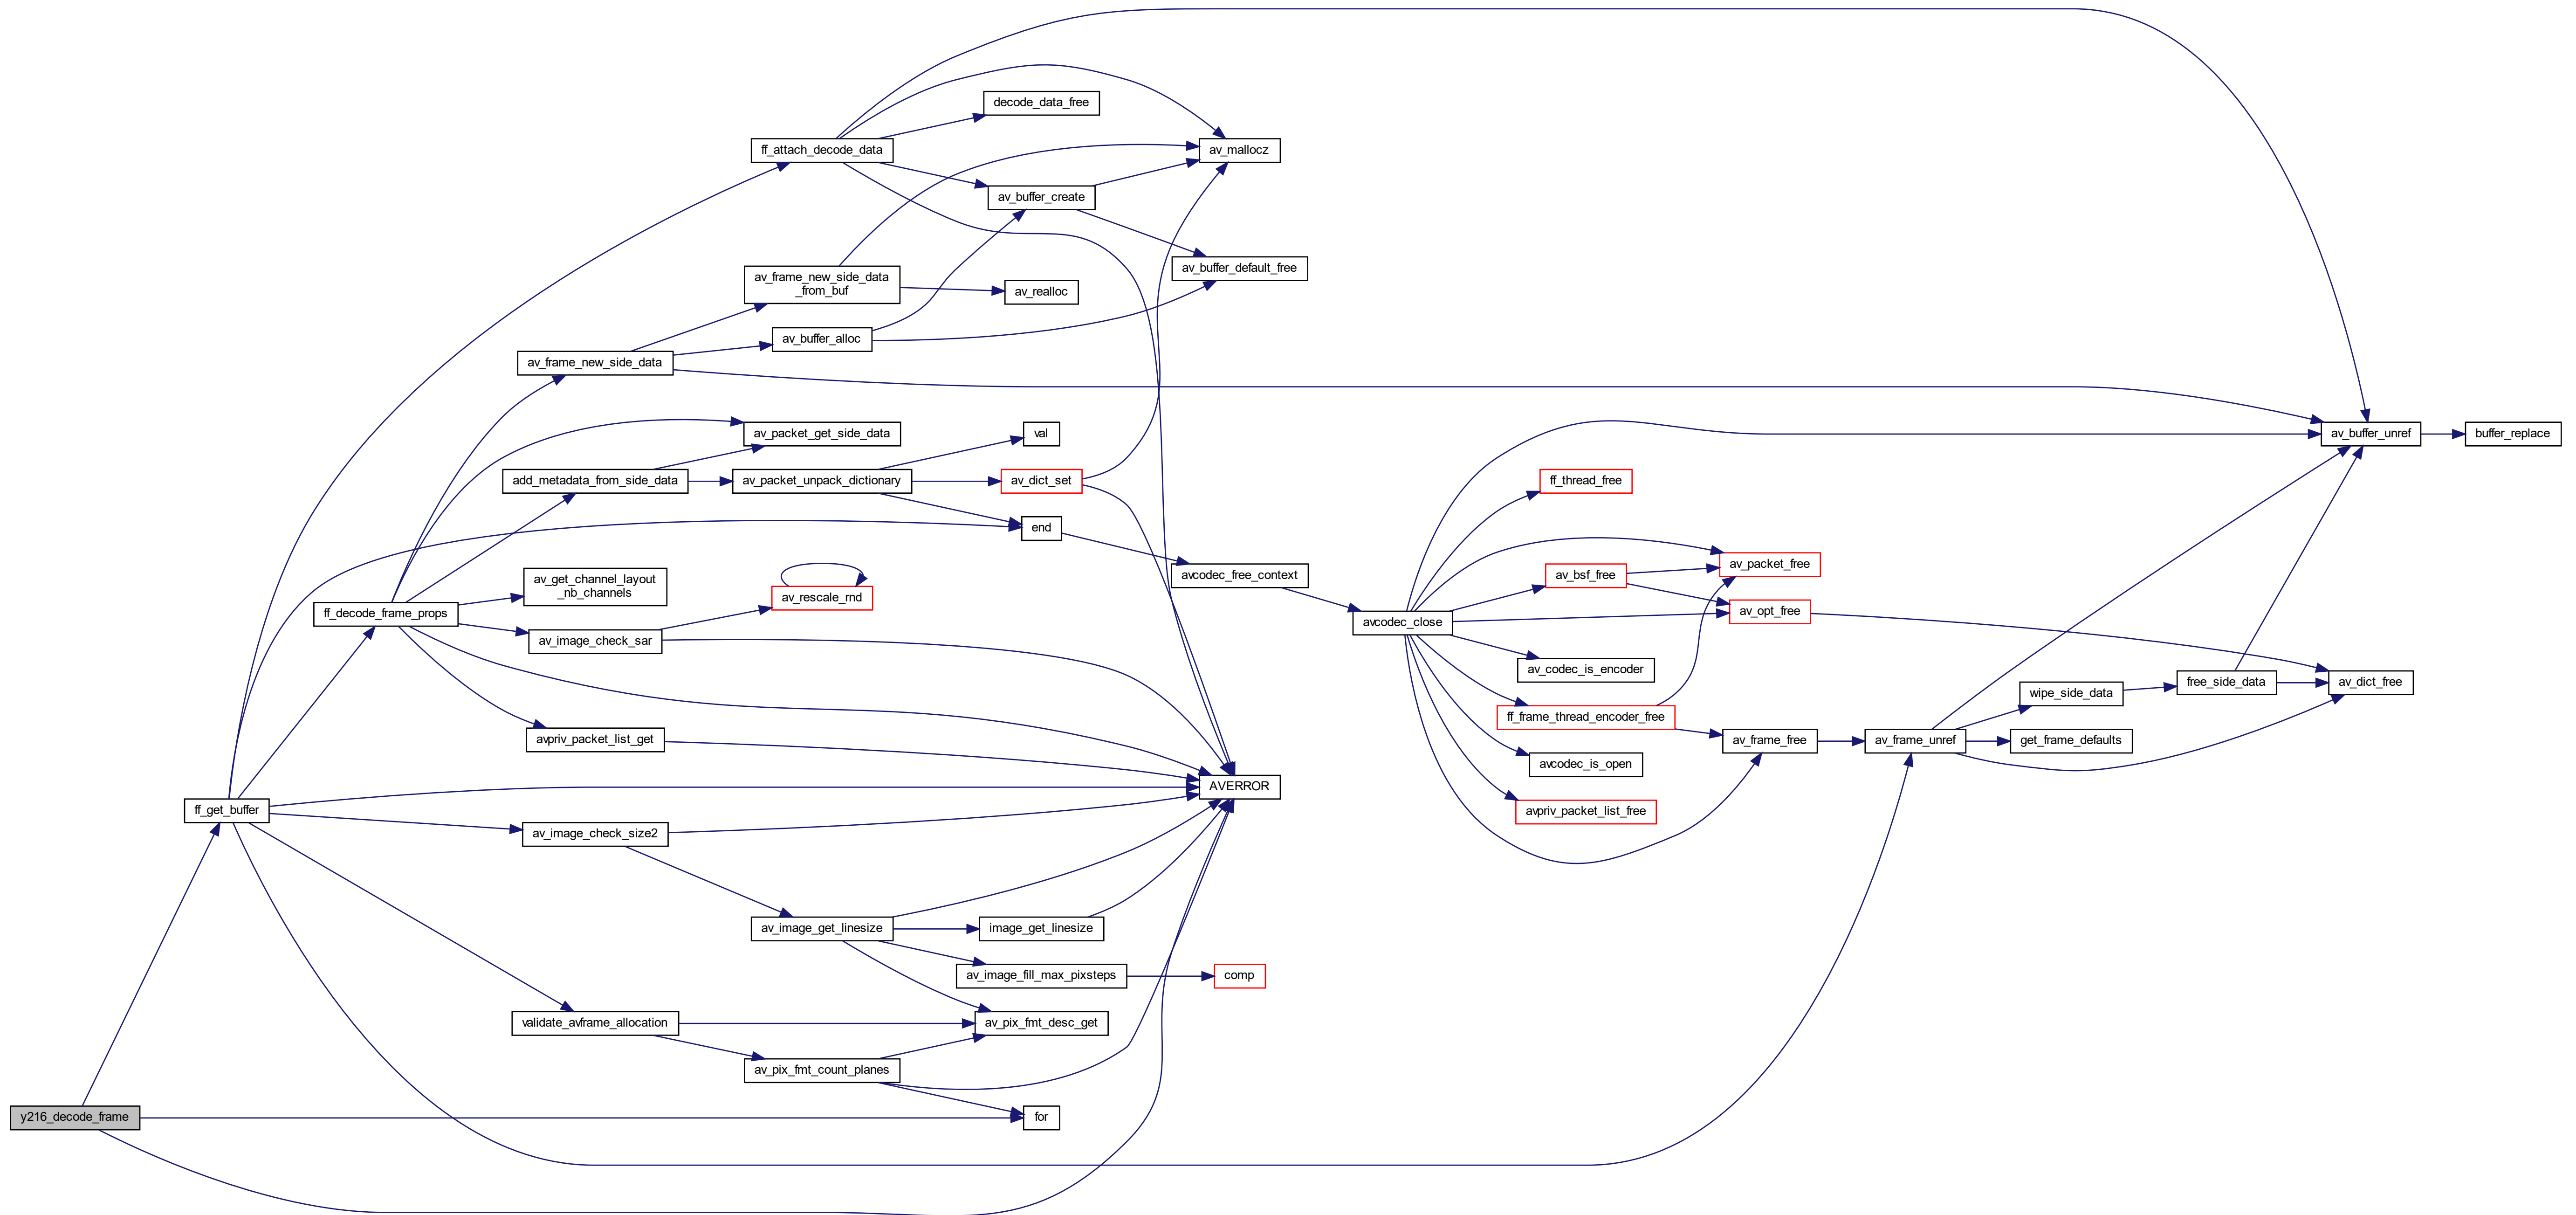 decode_data_free
ff_attach_decode_data
av_mallocz
av_buffer_create
av_buffer_default_free
av_frame_new_side_data
_from_buf
av_realloc
av_buffer_alloc
av_frame_new_side_data
av_packet_get_side_data
val
av_buffer_unref
buffer_replace
add_metadata_from_side_data
av_packet_unpack_dictionary
av_dict_set
ff_thread_free
end
av_get_channel_layout
_nb_channels
av_rescale_rnd
avcodec_free_context
av_bsf_free
av_packet_free
ff_decode_frame_props
av_image_check_sar
avcodec_close
av_opt_free
av_codec_is_encoder
free_side_data
av_dict_free
wipe_side_data
ff_frame_thread_encoder_free
avpriv_packet_list_get
av_frame_free
av_frame_unref
get_frame_defaults
avcodec_is_open
AVERROR
ff_get_buffer
avpriv_packet_list_free
av_image_check_size2
av_image_get_linesize
image_get_linesize
av_image_fill_max_pixsteps
comp
validate_avframe_allocation
av_pix_fmt_desc_get
av_pix_fmt_count_planes
y216_decode_frame
for